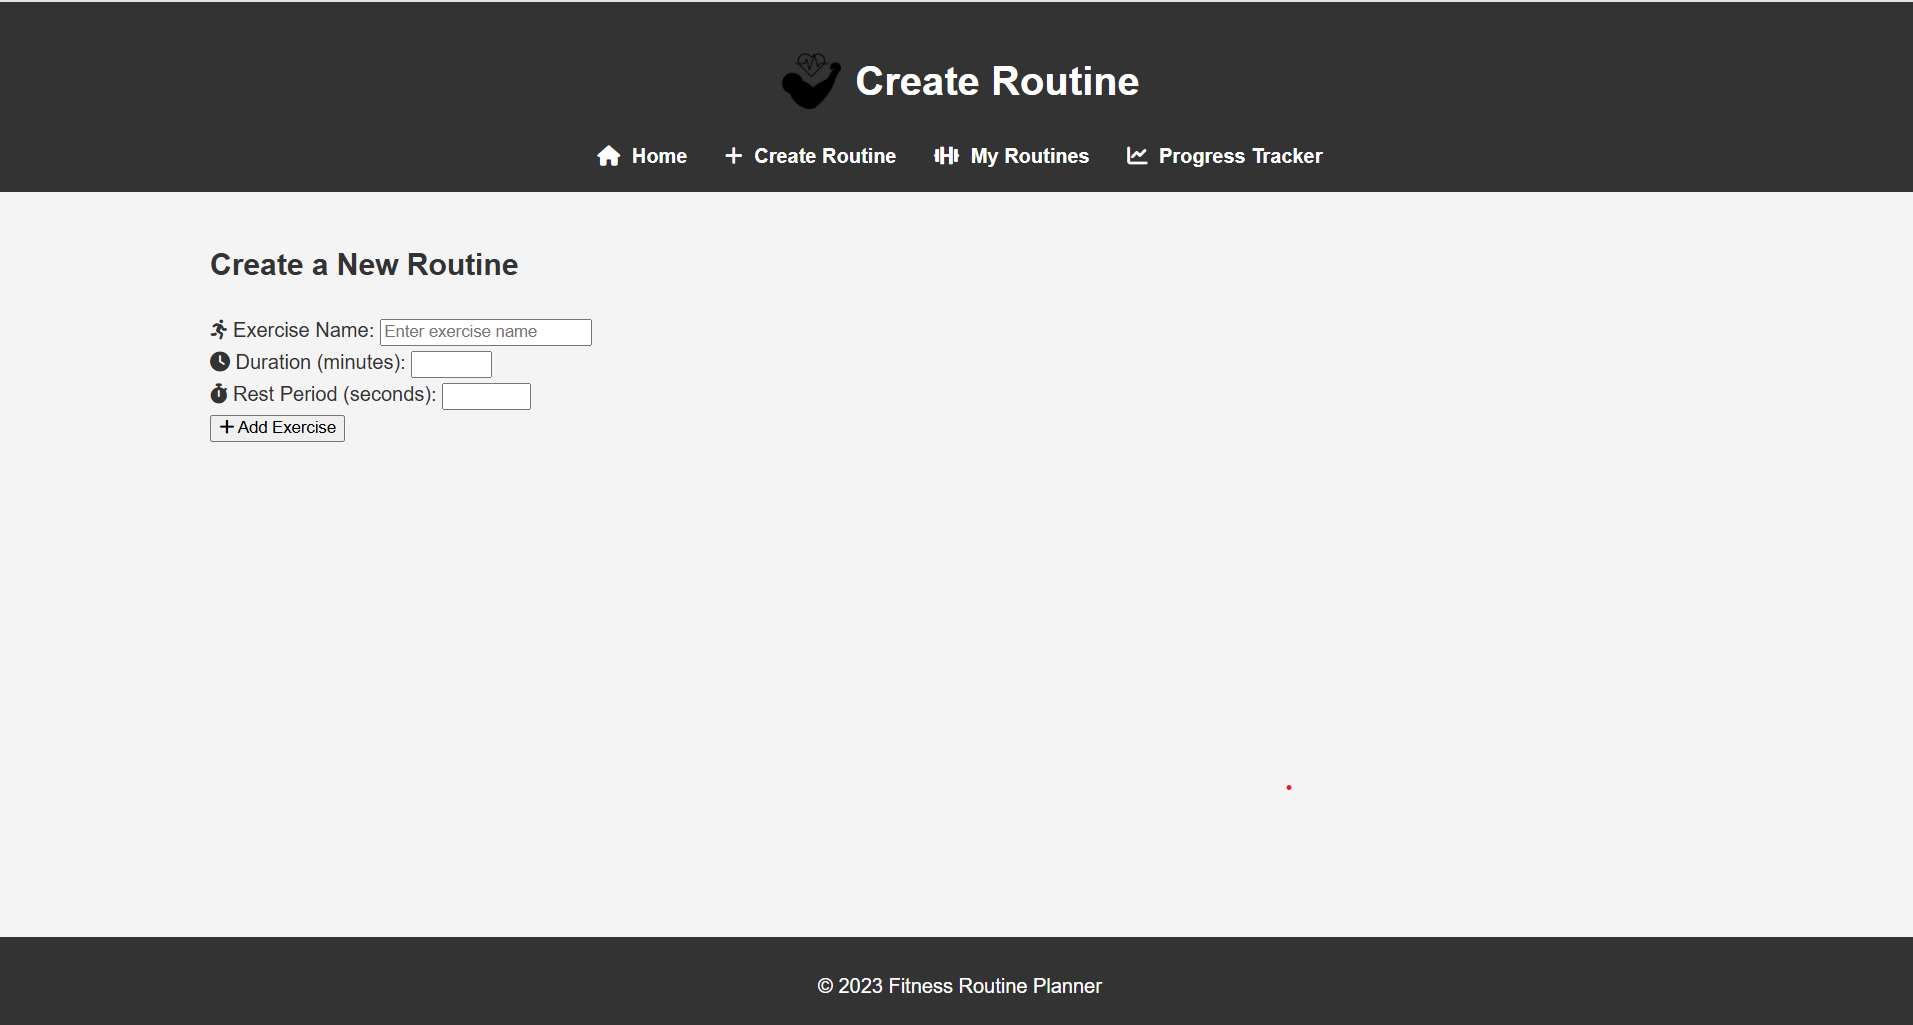 Create Routine
Home Create Routine My Routines Progress Tracker
Create a New Routine
Exercise Name: Enter exercise name
Duration (minutes):
Rest Period (seconds):
Add Exercise
© 2023 Fitness Routine Planner